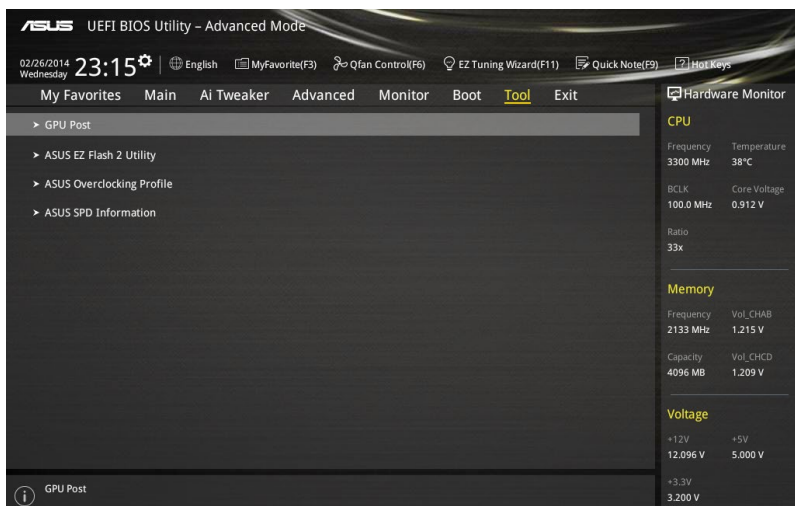 ASUS UEFI BIOS Utility – Advanced Mode
02/26/2014
Wednesday
23:15
English
MyFavorite(F3)
Qfan Control(F6)
EZ Tuning Wizard(F11)
Quick Note(F9)
? Hot Keys
My Favorites Main Ai Tweaker Advanced Monitor Boot Tool Exit
GPU Post
ASUS EZ Flash 2 Utility
ASUS Overclocking Profile
ASUS SPD Information
GPU Post
Hardware Monitor
CPU
Frequency Temperature
3300 MHz 38°C
BCLK Core Voltage
100.0 MHz 0.912 V
Ratio
33x
Memory
Frequency Vol_CHAB
2133 MHz 1.215 V
Capacity Vol_CHCD
4096 MB 1.209 V
Voltage
+12V +5V
12.096 V 5.000 V
+3.3V
3.200 V